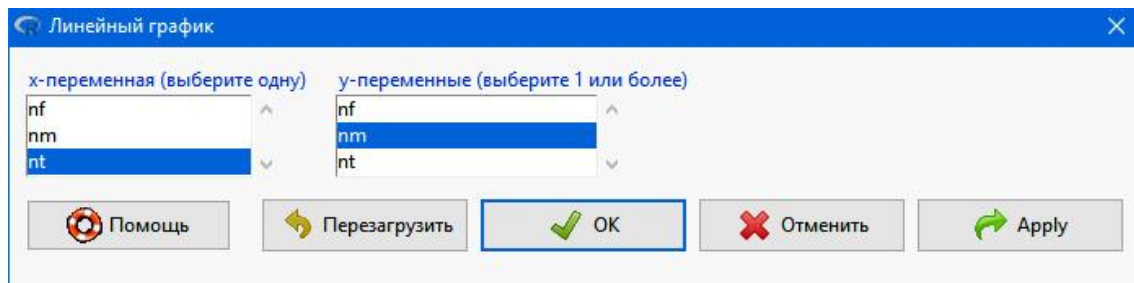 Линейный график
x-переменная (выберите одну) y-переменные (выберите 1 или более)
nf nf
nm nm
nt nt
Помощь Перезагрузить OK Отменить Apply